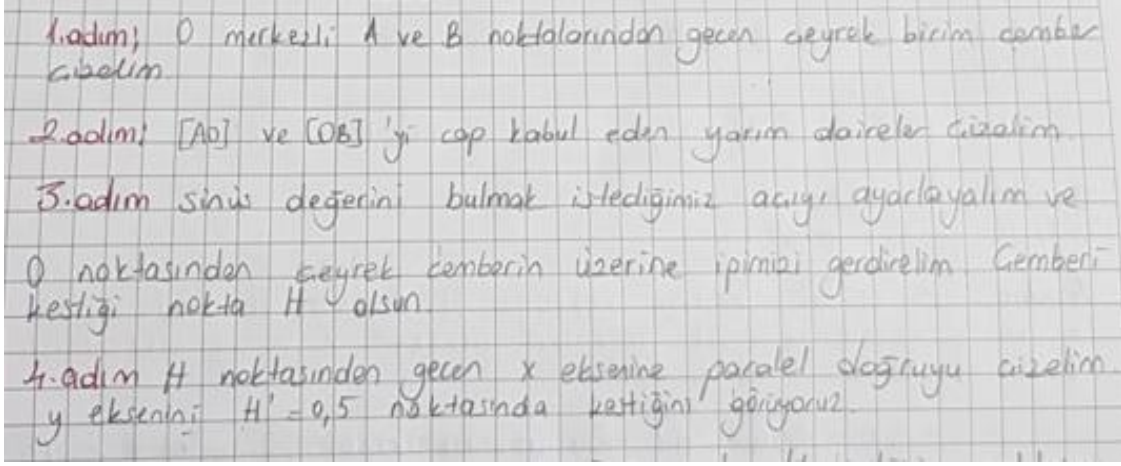 1.adım; O merkezli A ve B noktalarından geçen çeyrek birim çember
çizelim
2.adım: [AO] ve [OB]'yi çap kabul eden yarım daireler çizelim
3.adım sinüs değerini bulmak istediğimiz açıyı ayarlayalım ve
O noktasından çeyrek çemberin üzerine ipimizi gerdirelim Çemberi
kestiği nokta H olsun.
4.adım H noktasından geçen x eksenine paralel doğruyu çizelim.
y eksenini H' = 0,5 noktasında kestiğini görüyoruz.